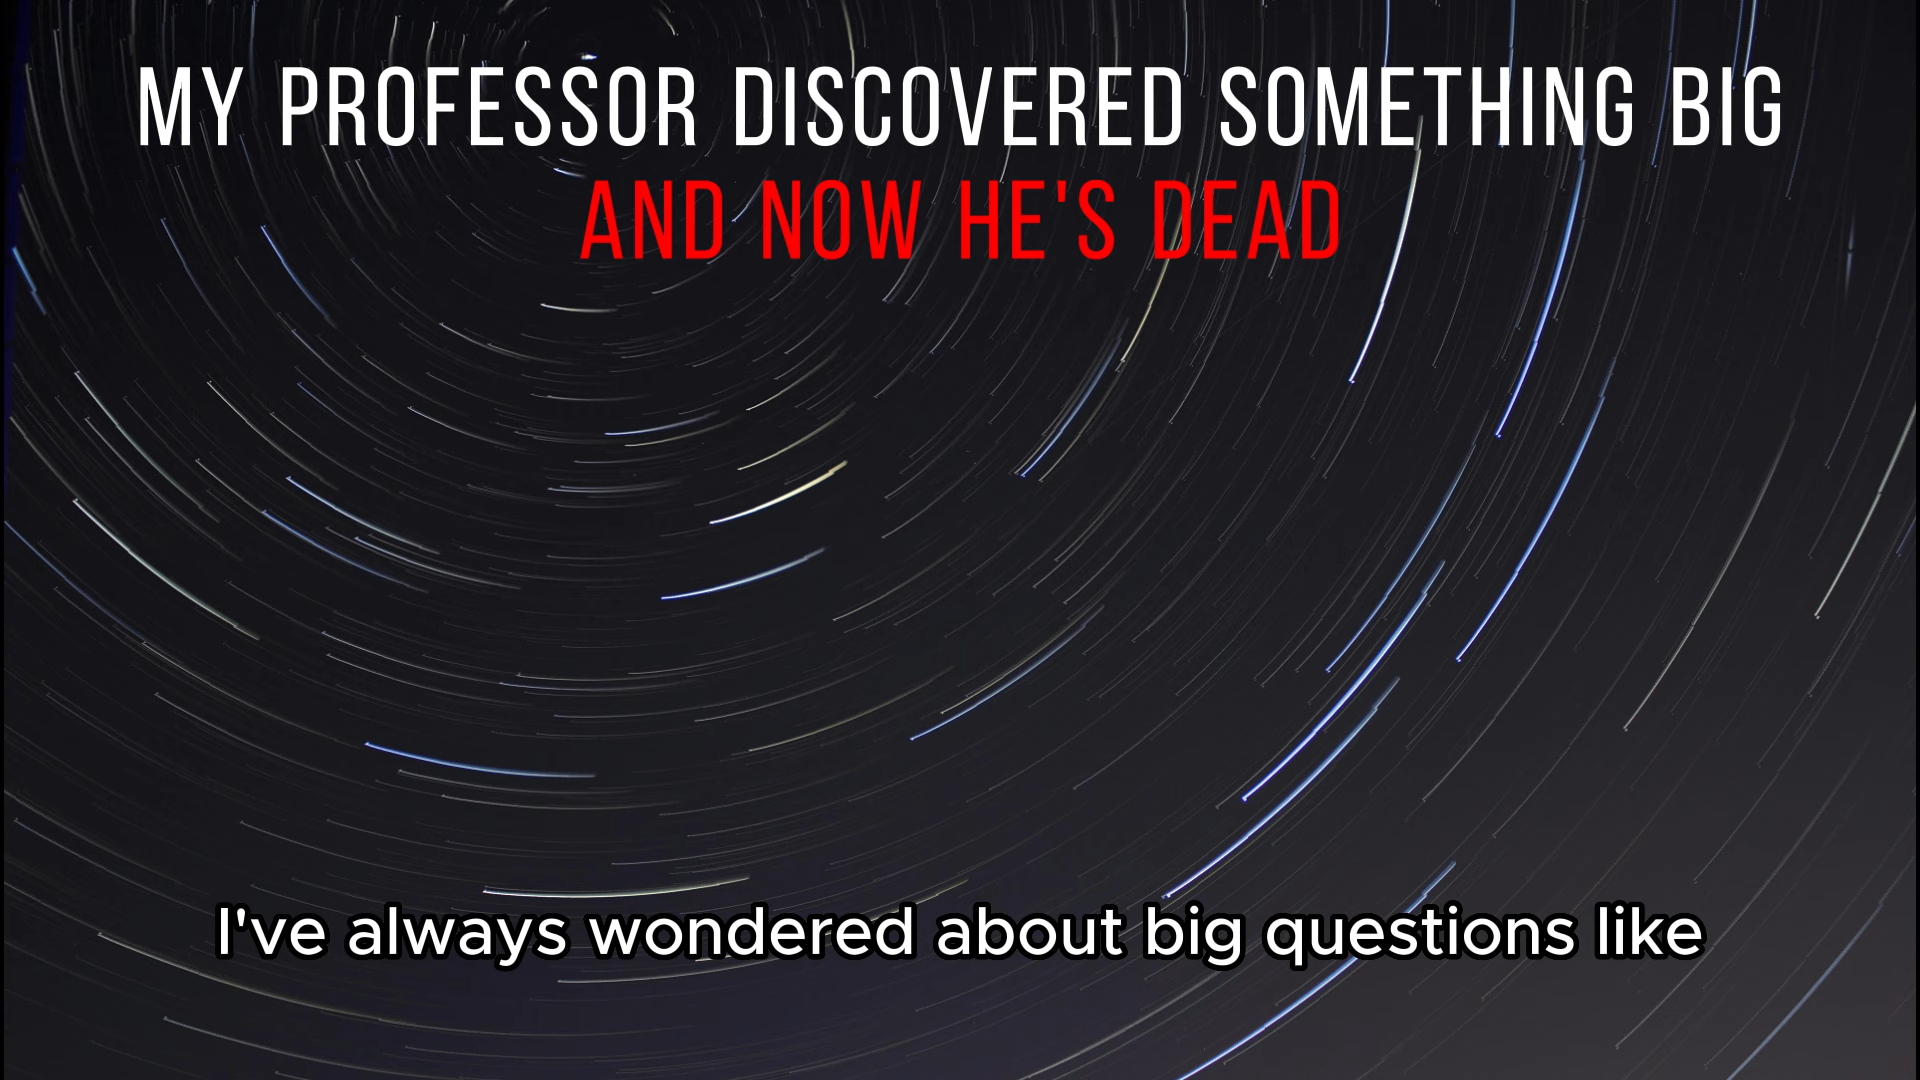 MY PROFESSOR DISCOVERED SOMETHING BIG
AND NOW HE'S DEAD
I've always wondered about big questions like